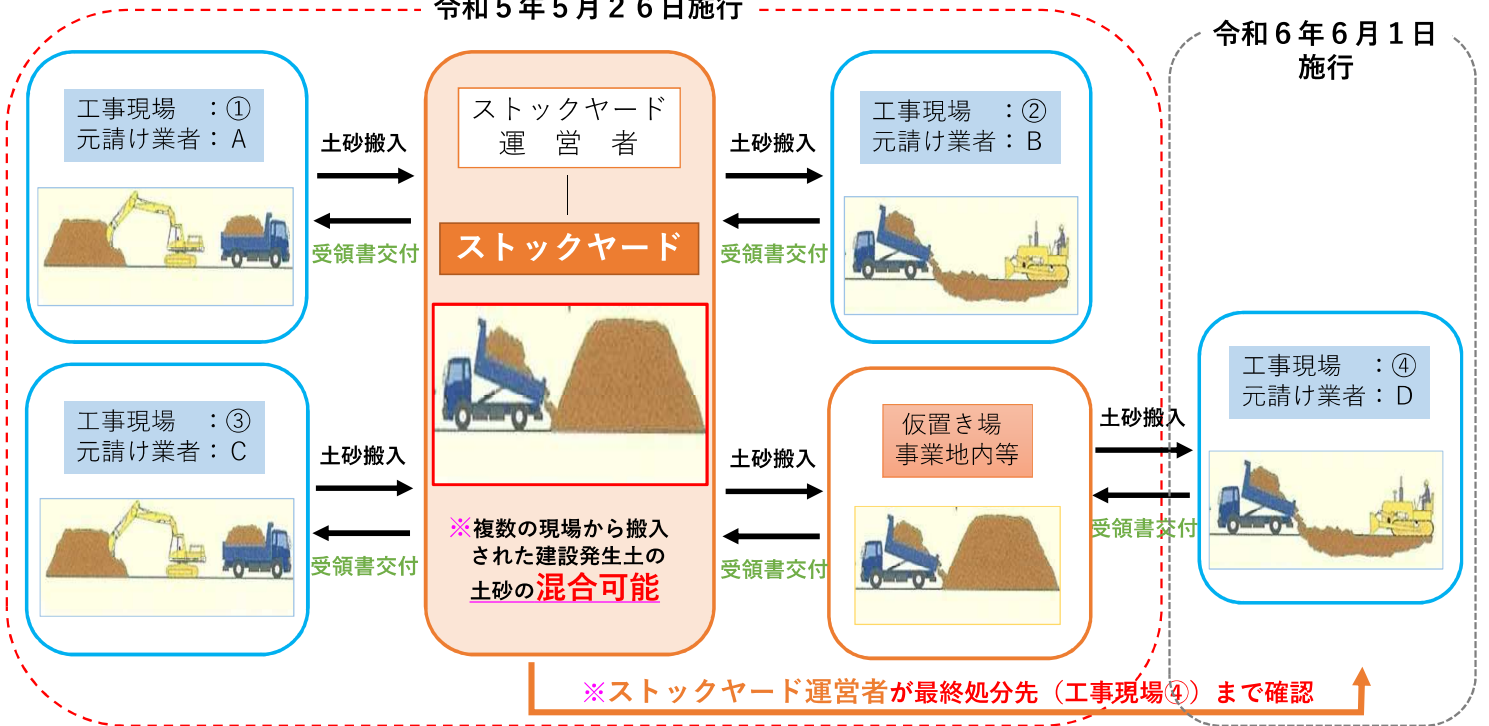 令和５年５月２６日施行
令和６年６月１日
施行
工事現場　：①
元請け業者：A
土砂搬入
受領書交付
ストックヤード
運　営　者
ストックヤード
※複数の現場から搬入
された建設発生土の
土砂の混合可能
土砂搬入
受領書交付
工事現場　：②
元請け業者：B
工事現場　：③
元請け業者：C
土砂搬入
受領書交付
土砂搬入
受領書交付
仮置き場
事業地内等
土砂搬入
受領書交付
工事現場　：④
元請け業者：D
※ストックヤード運営者が最終処分先（工事現場④）まで確認